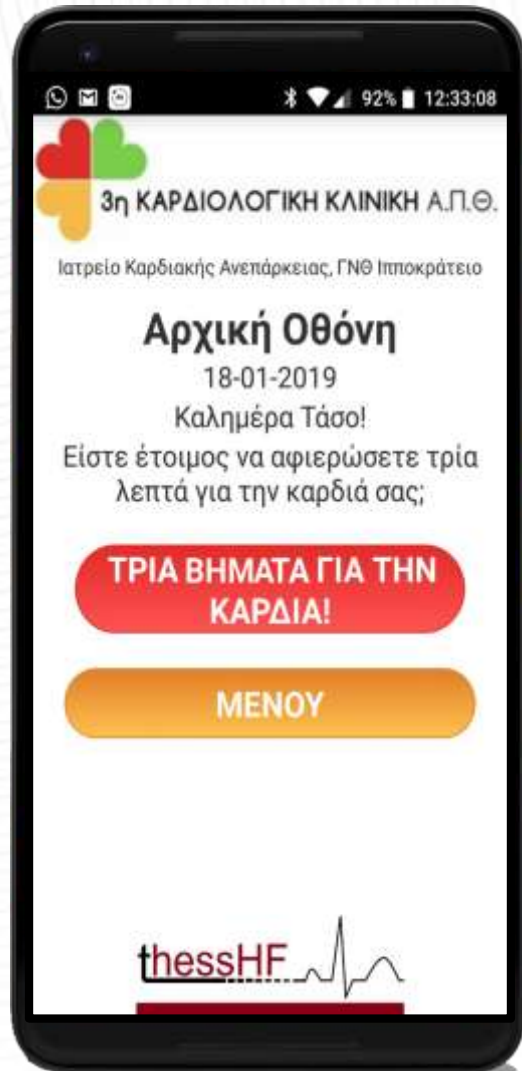 92% 12:33:08
3η ΚΑΡΔΙΟΛΟΓΙΚΗ ΚΛΙΝΙΚΗ Α.Π.Θ.
Ιατρείο Καρδιακής Ανεπάρκειας, ΓΝΘ Ιπποκράτειο
Αρχική Οθόνη
18-01-2019
Καλημέρα Τάσο!
Είστε έτοιμος να αφιερώσετε τρία
λεπτά για την καρδιά σας;
ΤΡΙΑ ΒΗΜΑΤΑ ΓΙΑ ΤΗΝ
ΚΑΡΔΙΑ!
ΜΕΝΟΥ
thessHF